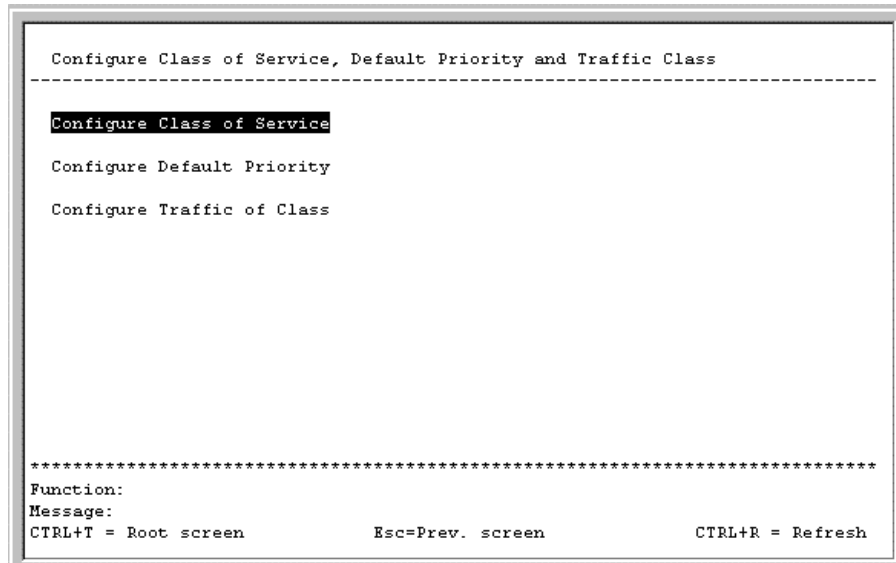 Configure Class of Service, Default Priority and Traffic Class
-------------------------------------------------------------------------------
Configure Class of Service
Configure Default Priority
Configure Traffic of Class
*******************************************************************************
Function:
Message:
CTRL+T = Root screen Esc=Prev. screen CTRL+R = Refresh